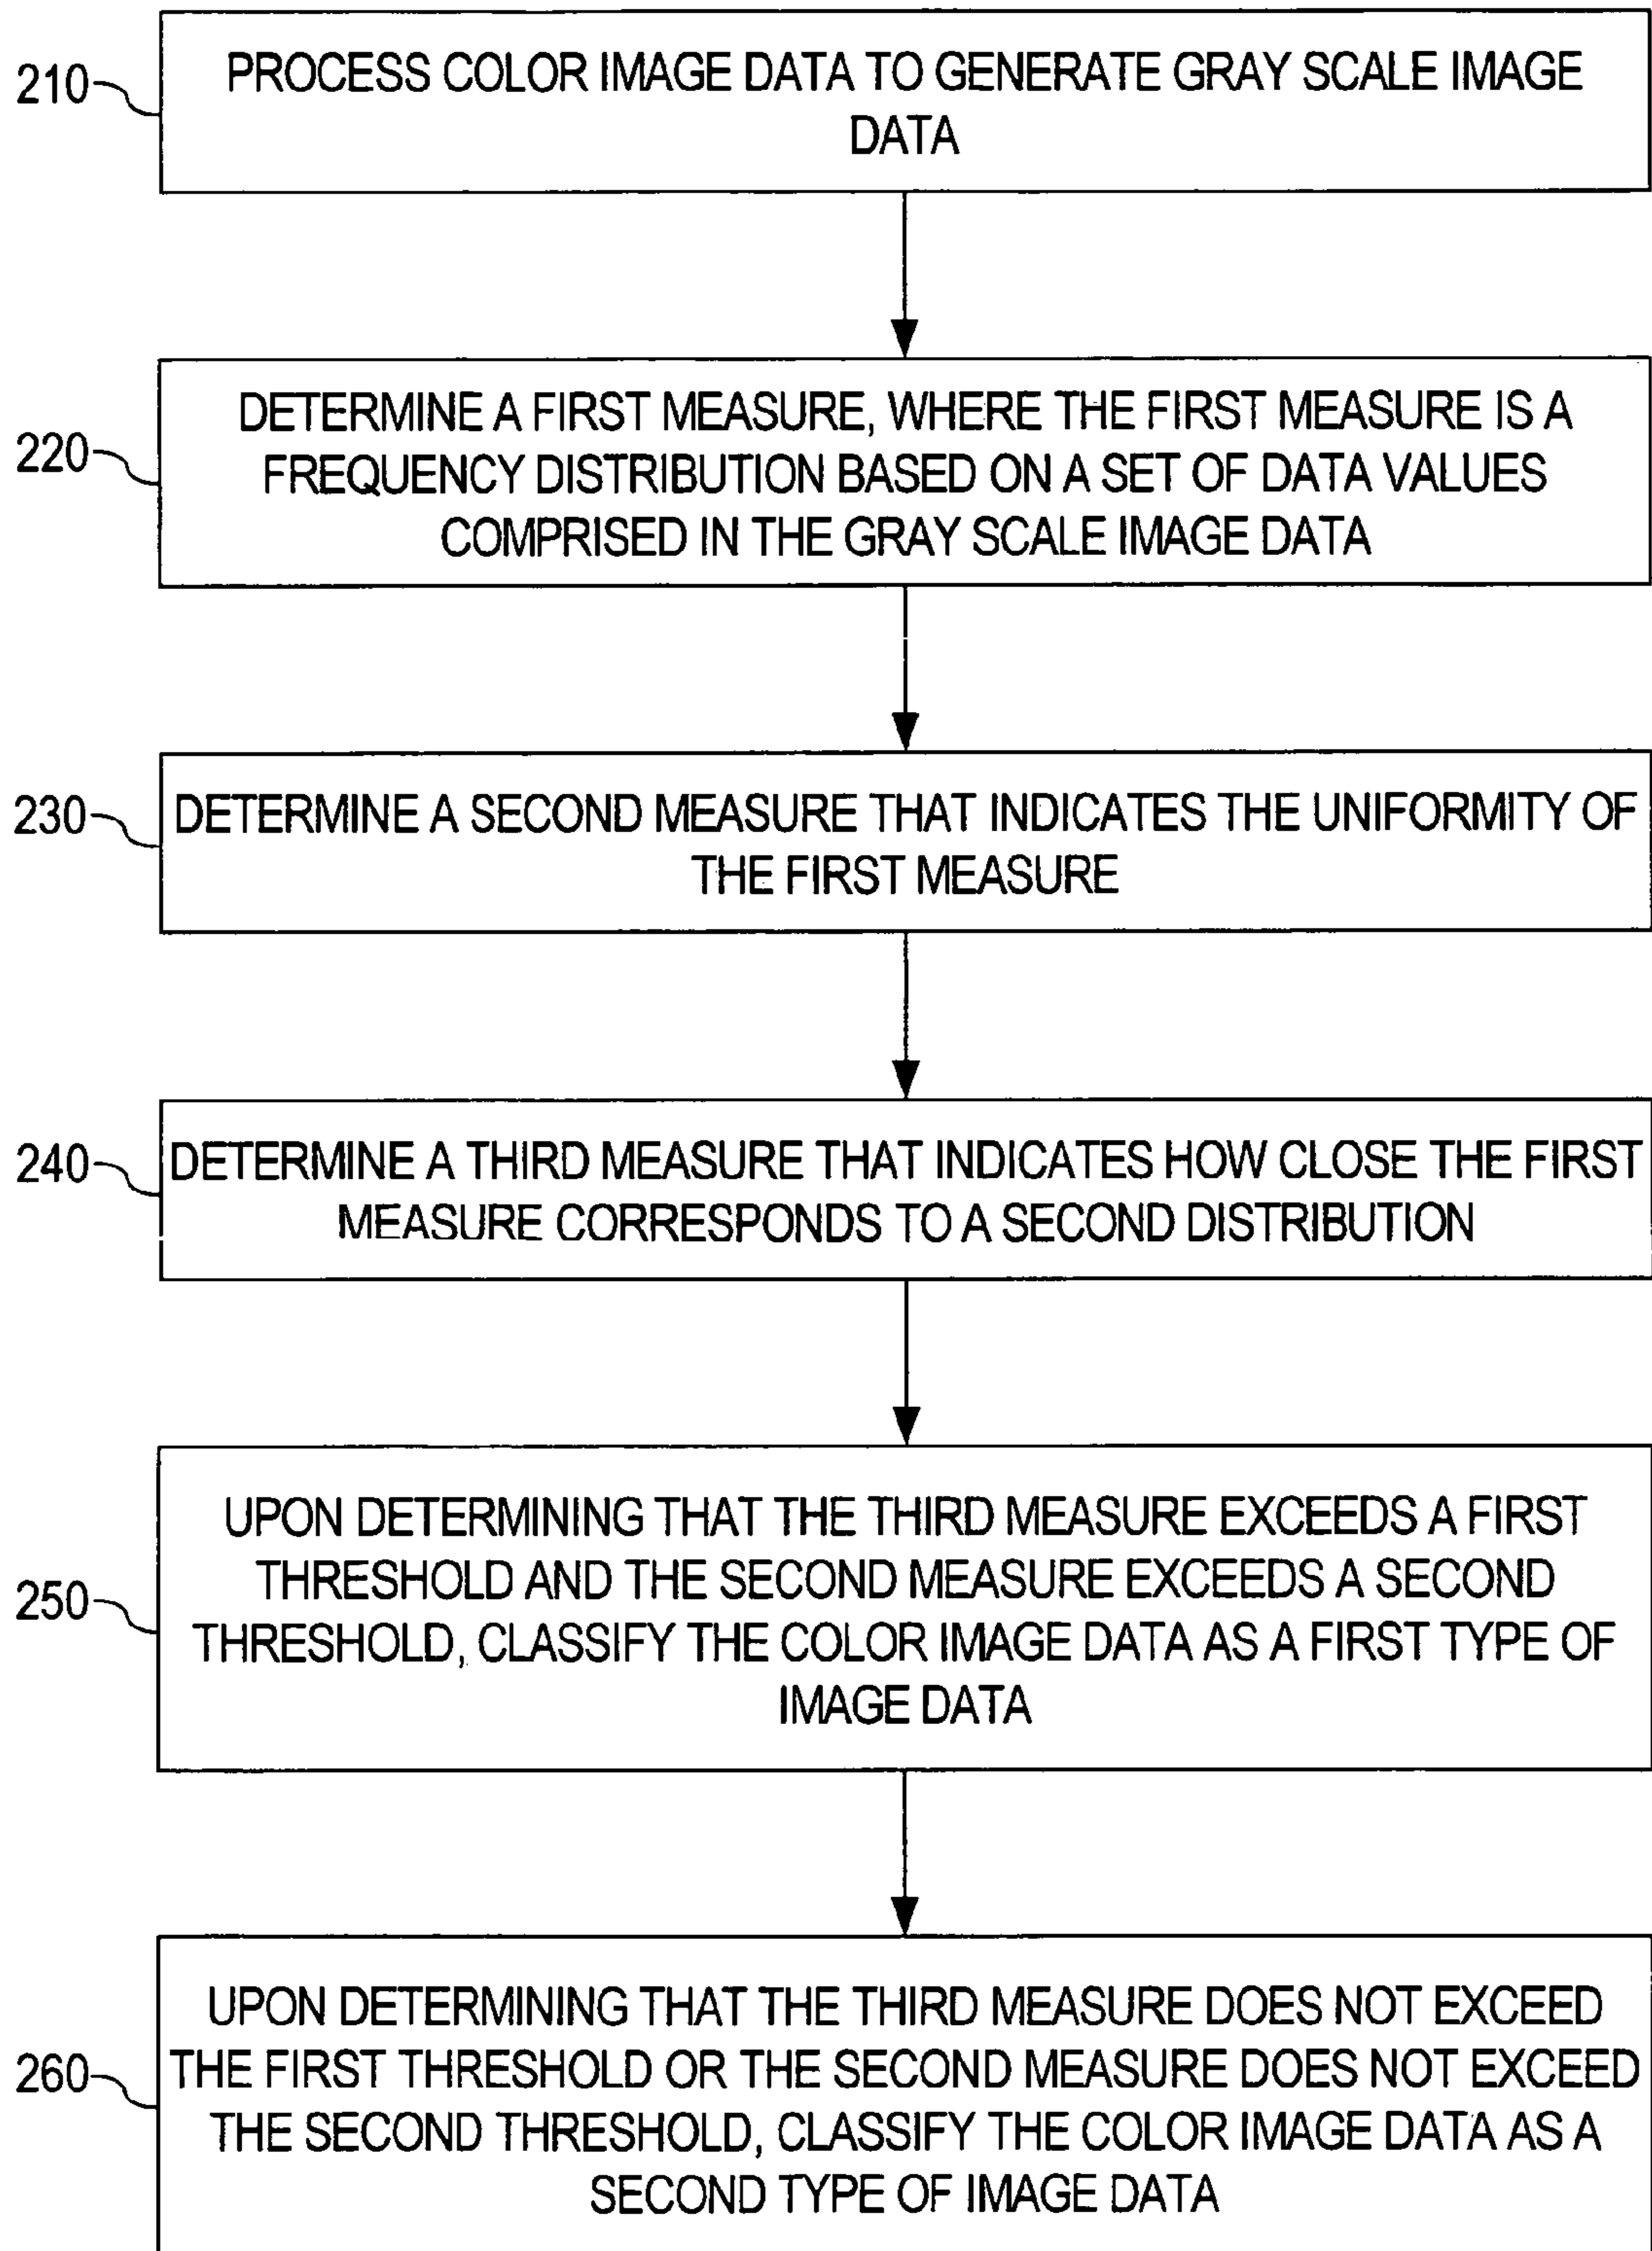 210
PROCESS COLOR IMAGE DATA TO GENERATE GRAY SCALE IMAGE
DATA
220
DETERMINE A FIRST MEASURE, WHERE THE FIRST MEASURE IS A
FREQUENCY DISTRIBUTION BASED ON A SET OF DATA VALUES
COMPRISED IN THE GRAY SCALE IMAGE DATA
230
DETERMINE A SECOND MEASURE THAT INDICATES THE UNIFORMITY OF
THE FIRST MEASURE
240
DETERMINE A THIRD MEASURE THAT INDICATES HOW CLOSE THE FIRST
MEASURE CORRESPONDS TO A SECOND DISTRIBUTION
250
UPON DETERMINING THAT THE THIRD MEASURE EXCEEDS A FIRST
THRESHOLD AND THE SECOND MEASURE EXCEEDS A SECOND
THRESHOLD, CLASSIFY THE COLOR IMAGE DATA AS A FIRST TYPE OF
IMAGE DATA
260
UPON DETERMINING THAT THE THIRD MEASURE DOES NOT EXCEED
THE FIRST THRESHOLD OR THE SECOND MEASURE DOES NOT EXCEED
THE SECOND THRESHOLD, CLASSIFY THE COLOR IMAGE DATA AS A
SECOND TYPE OF IMAGE DATA